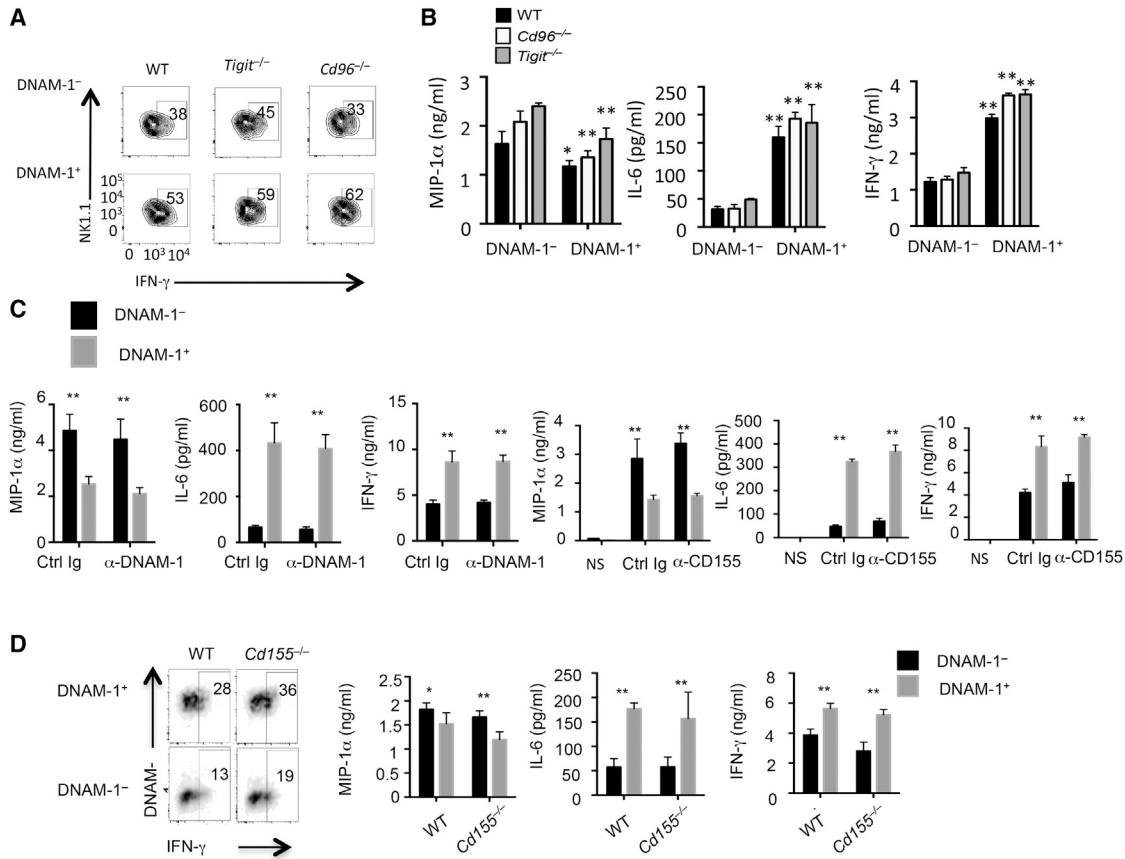 A
WT
Tigit–/–
Cd96–/–
DNAM-1–
38
45
33
DNAM-1+
53
59
62
NK1.1
10⁵
10⁴
10³
0
0 10³ 10⁴
IFN-γ
B
WT
Cd96–/–
Tigit–/–
MIP-1α (ng/ml)
3
2
1
0
* ** **
DNAM-1– DNAM-1+
IL-6 (pg/ml)
250
200
150
100
50
0
** ** **
DNAM-1– DNAM-1+
IFN-γ (ng/ml)
4
3
2
1
0
** ** **
DNAM-1– DNAM-1+
C
DNAM-1–
DNAM-1+
MIP-1α (ng/ml)
6
4
2
0
** **
Ctrl Ig α-DNAM-1
IL-6 (pg/ml)
600
400
200
0
** **
Ctrl Ig α-DNAM-1
IFN-γ (ng/ml)
15
10
5
0
** **
Ctrl Ig α-DNAM-1
MIP-1α (ng/ml)
4
3
2
1
0
** **
NS Ctrl Ig α-CD155
IL-6 (pg/ml)
500
400
300
200
100
0
** **
NS Ctrl Ig α-CD155
IFN-γ (ng/ml)
10
8
6
4
2
0
** **
NS Ctrl Ig α-CD155
D
WT Cd155–/–
DNAM-1+
28
36
DNAM-1–
13
19
DNAM-
IFN-γ
MIP-1α (ng/ml)
2.5
2
1.5
1
0.5
0
* **
WT Cd155–/–
IL-6 (pg/ml)
250
200
150
100
50
0
** **
WT Cd155–/–
IFN-γ (ng/ml)
8
6
4
2
0
** **
WT Cd155–/–
DNAM-1–
DNAM-1+